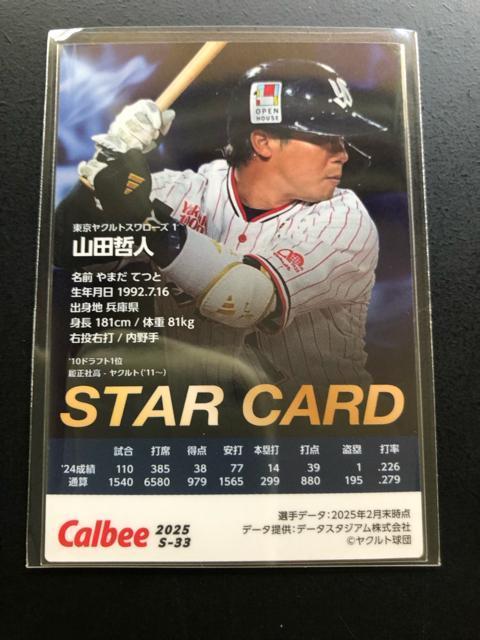 OPEN
HOUSE
東京ヤクルトスワローズ 1
山田哲人
名前 やまだ てつと
生年月日 1992.7.16
出身地 兵庫県
身長 181cm / 体重 81kg
右投右打 / 内野手
'10ドラフト1位
履正社高 - ヤクルト('11〜)
STAR CARD
試合 打席 得点 安打 本塁打 打点 盗塁 打率
'24成績 110 385 38 77 14 39 1 .226
通算 1540 6580 979 1565 299 880 195 .279
Calbee 2025
S-33
選手データ：2025年2月末時点
データ提供：データスタジアム株式会社
©ヤクルト球団